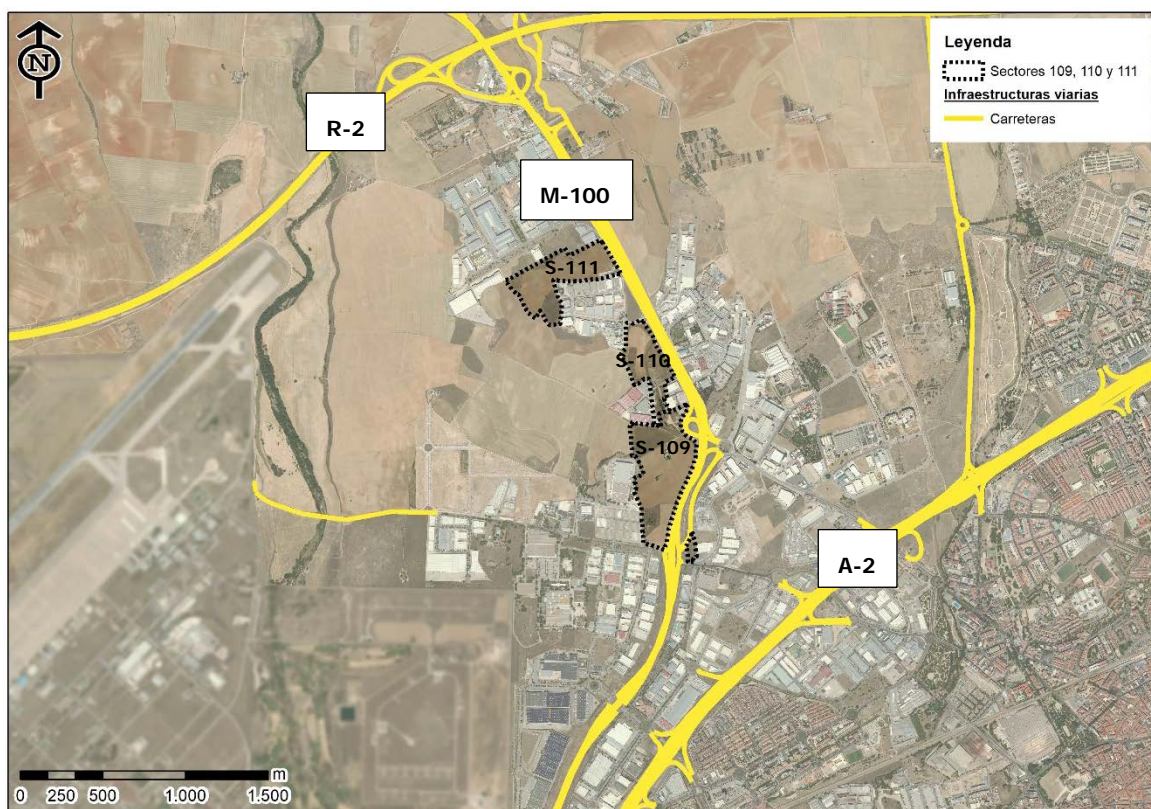 N
Leyenda
Sectores 109, 110 y 111
Infraestructuras viarias
Carreteras
R-2
M-100
S-111
S-110
S-109
A-2
m
0 250 500 1.000 1.500